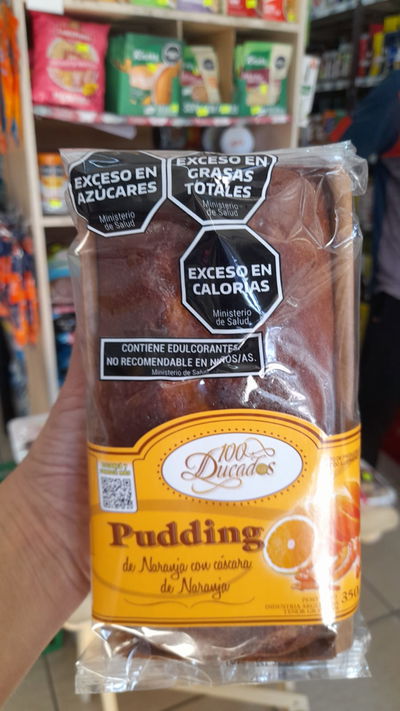 Knorr
EXCESO EN
AZÚCARES
Ministerio
de Salud
EXCESO EN
GRASAS
TOTALES
Ministerio
de Salud
EXCESO EN
CALORÍAS
Ministerio
de Salud
CONTIENE EDULCORANTES,
NO RECOMENDABLE EN NIÑOS/AS.
Ministerio de Salud
100
Ducados
Pudding
de Naranja con cáscara
de Naranja
350